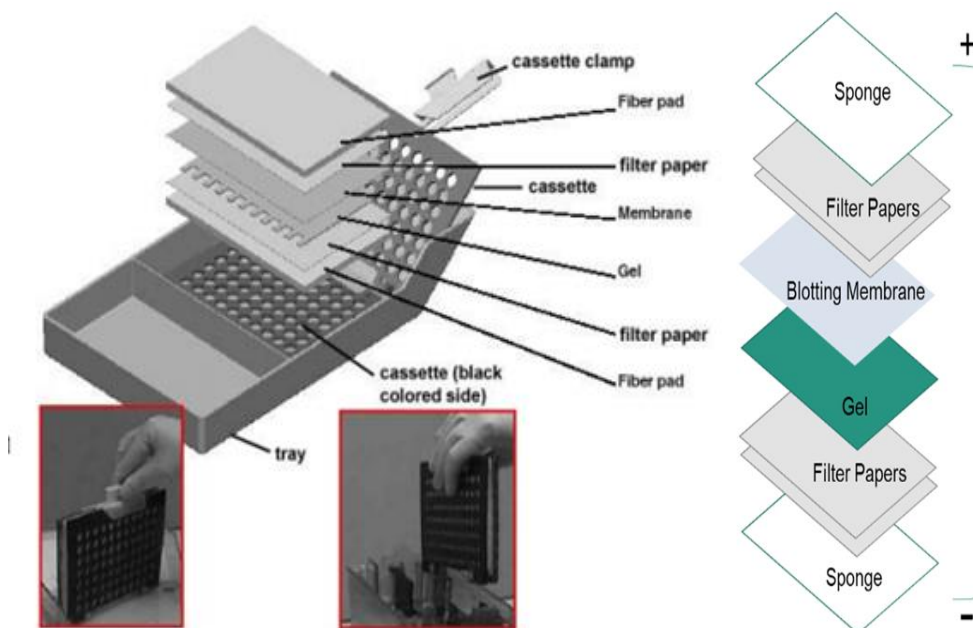 cassette clamp
Fiber pad
filter paper
cassette
Membrane
Gel
filter paper
Fiber pad
cassette (black
colored side)
tray
+
Sponge
Filter Papers
Blotting Membrane
Gel
Filter Papers
Sponge
-